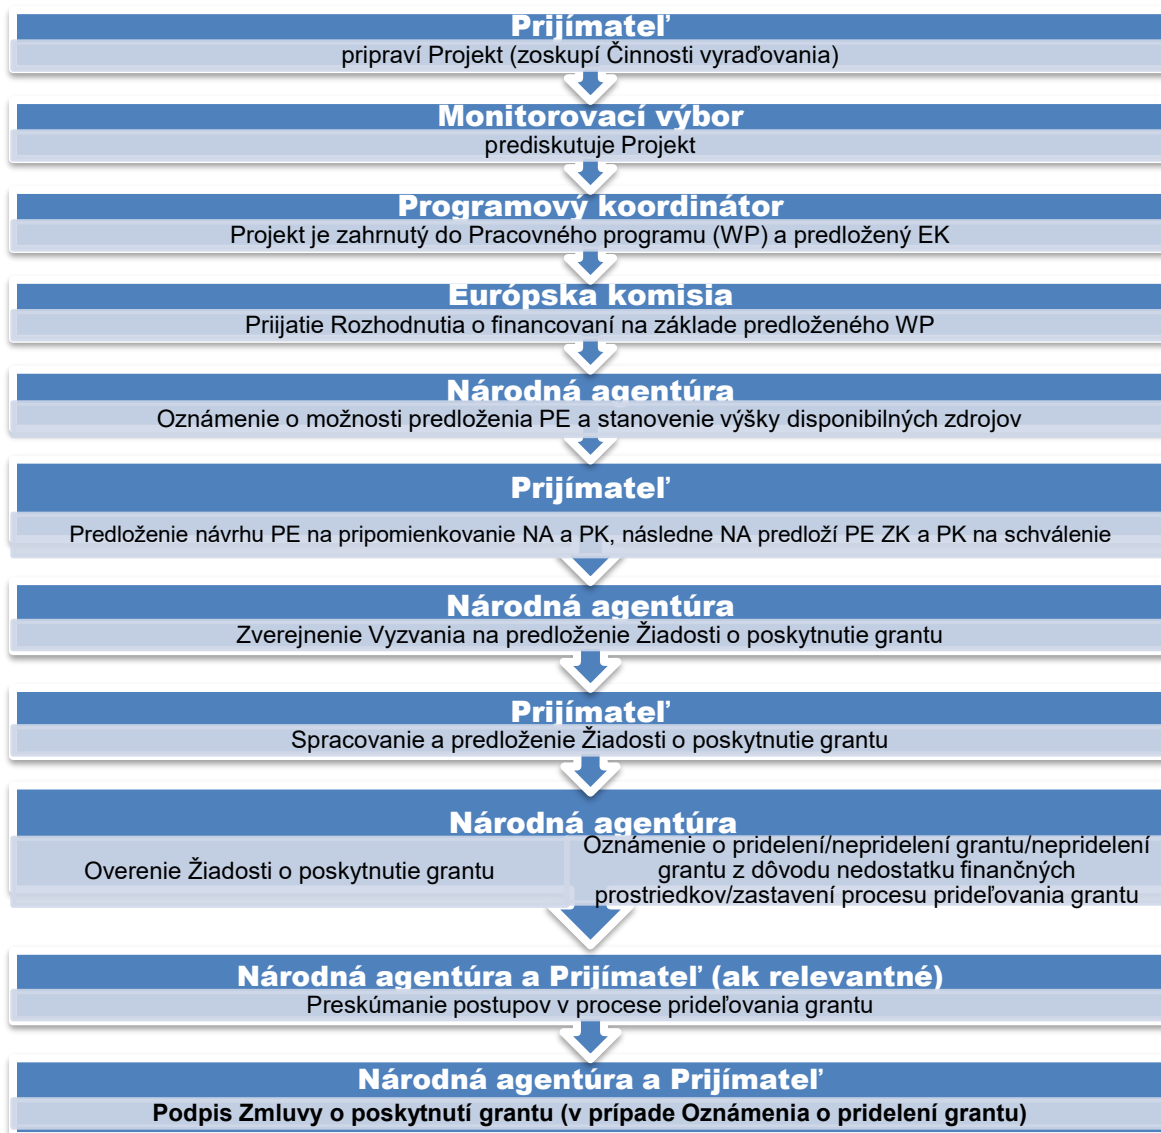 Prijímateľ
pripraví Projekt (zoskupí Činnosti vyraďovania)
Monitorovací výbor
prediskutuje Projekt
Programový koordinátor
Projekt je zahrnutý do Pracovného programu (WP) a predložený EK
Európska komisia
Priijatie Rozhodnutia o financovaní na základe predloženého WP
Národná agentúra
Oznámenie o možnosti predloženia PE a stanovenie výšky disponibilných zdrojov
Prijímateľ
Predloženie návrhu PE na pripomienkovanie NA a PK, následne NA predloží PE ZK a PK na schválenie
Národná agentúra
Zverejnenie Vyzvania na predloženie Žiadosti o poskytnutie grantu
Prijímateľ
Spracovanie a predloženie Žiadosti o poskytnutie grantu
Národná agentúra
Overenie Žiadosti o poskytnutie grantu
Oznámenie o pridelení/nepridelení grantu/nepridelení
grantu z dôvodu nedostatku finančných
prostriedkov/zastavení procesu prideľovania grantu
Národná agentúra a Prijímateľ (ak relevantné)
Preskúmanie postupov v procese prideľovania grantu
Národná agentúra a Prijímateľ
Podpis Zmluvy o poskytnutí grantu (v prípade Oznámenia o pridelení grantu)